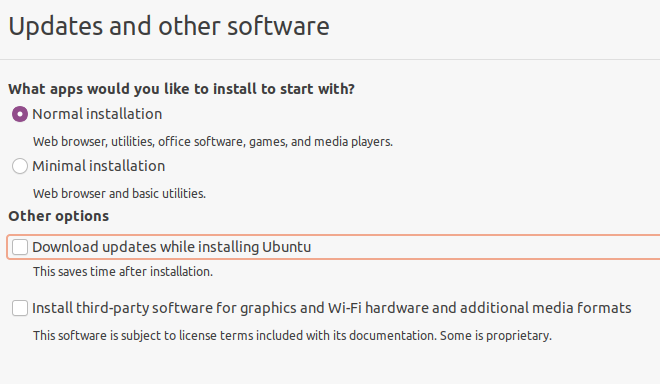 Updates and other software
What apps would you like to install to start with?
Normal installation
Web browser, utilities, office software, games, and media players.
Minimal installation
Web browser and basic utilities.
Other options
Download updates while installing Ubuntu
This saves time after installation.
Install third-party software for graphics and Wi-Fi hardware and additional media formats
This software is subject to license terms included with its documentation. Some is proprietary.